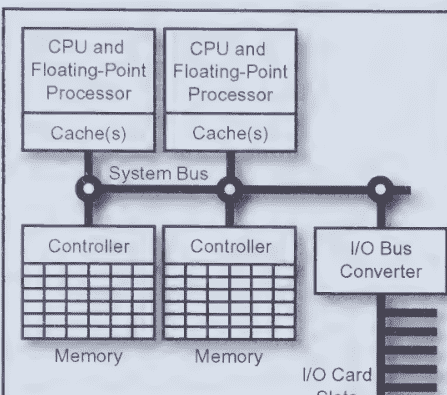 CPU and
Floating-Point
Processor
Cache(s)
CPU and
Floating-Point
Processor
Cache(s)
System Bus
Controller
Controller
I/O Bus
Converter
Memory
Memory
I/O Card